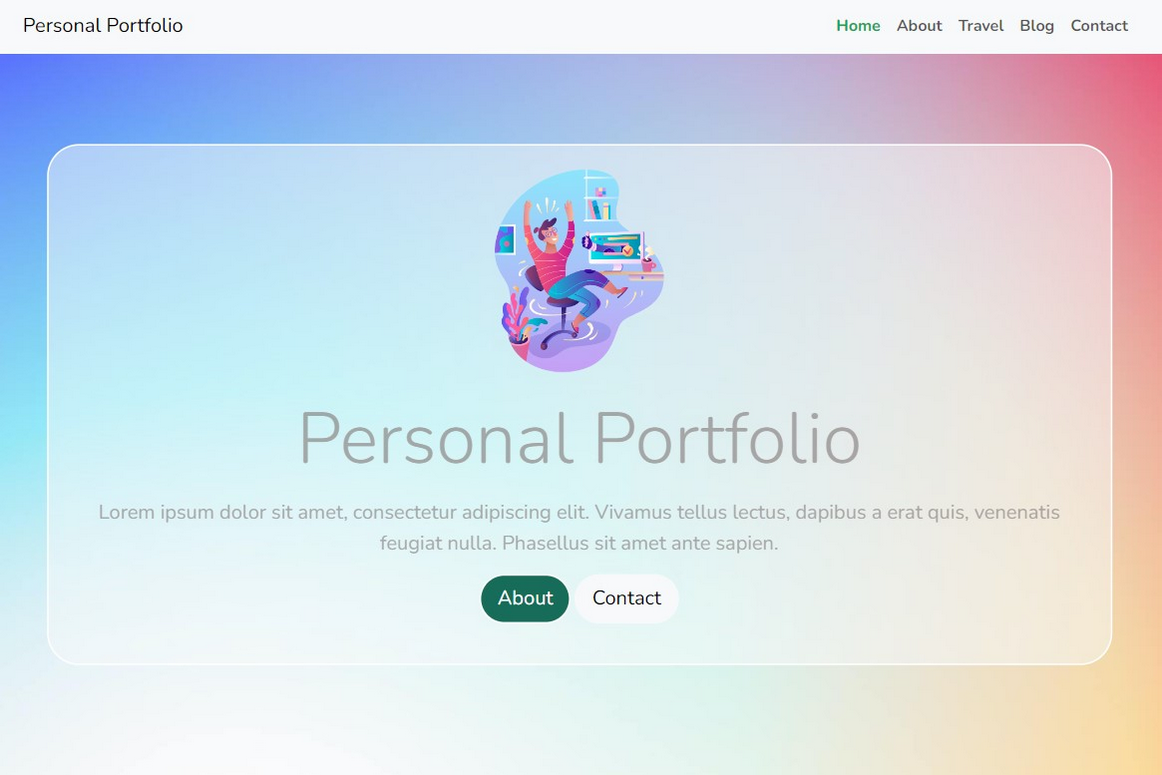 Personal Portfolio
Home About Travel Blog Contact
Personal Portfolio
Lorem ipsum dolor sit amet, consectetur adipiscing elit. Vivamus tellus lectus, dapibus a erat quis, venenatis
feugiat nulla. Phasellus sit amet ante sapien.
About Contact